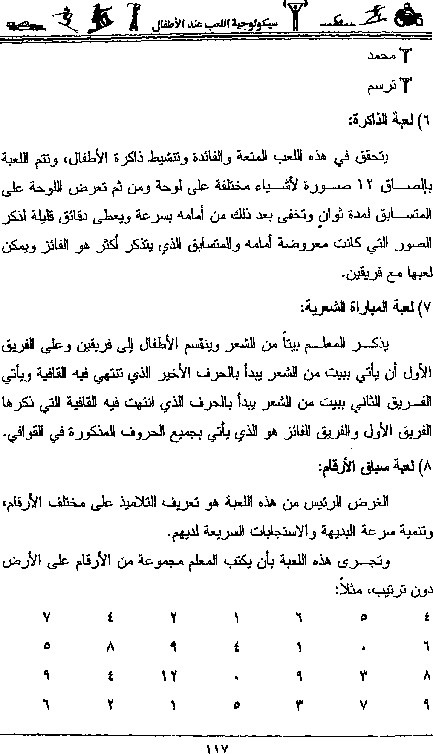 سيكولوجية اللعب عند الأطفال
محمد
ترسم
٦) لعبة الذاكرة:
يتحقق في هذه اللعب المتعة والفائدة وتنشيط ذاكرة الأطفال، وتتم اللعبة
بإلصاق ١٢ صورة لأشياء مختلفة على لوحة ومن ثم تعرض اللوحة على
المتسابق لمدة ثوانٍ وتخفى بعد ذلك من أمامه بسرعة ويعطى دقائق قليلة لذكر
الصور التي كانت معروضة أمامه والمتسابق الذي يتذكر أكثر هو الفائز ويمكن
لعبها مع فريقين.
٧) لعبة المباراة الشعرية:
يذكر المعلم بيتاً من الشعر وينقسم الأطفال إلى فريقين وعلى الفريق
الأول أن يأتي ببيت من الشعر يبدأ بالحرف الأخير الذي تنتهي فيه القافية ويأتي
الفريق الثاني ببيت من الشعر يبدأ بالحرف الذي انتهت فيه القافية التي ذكرها
الفريق الأول والفريق الفائز هو الذي يأتي بجميع الحروف المذكورة في القوافي.
٨) لعبة سباق الأرقام:
الغرض الرئيس من هذه اللعبة هو تعريف التلاميذ على مختلف الأرقام،
وتنمية سرعة البديهة والاستجابات السريعة لديهم.
وتجرى هذه اللعبة بأن يكتب المعلم مجموعة من الأرقام على الأرض
دون ترتيب، مثلاً:
٤ ٥ ٦ ١ ٢ ٤ ٧
٦ ٠ ١ ٤ ٩ ٨ ٥
٨ ٣ ٩ ٠ ١٢ ٤ ٩
٩ ٧ ٣ ٥ ١ ٢ ٦
١١٧